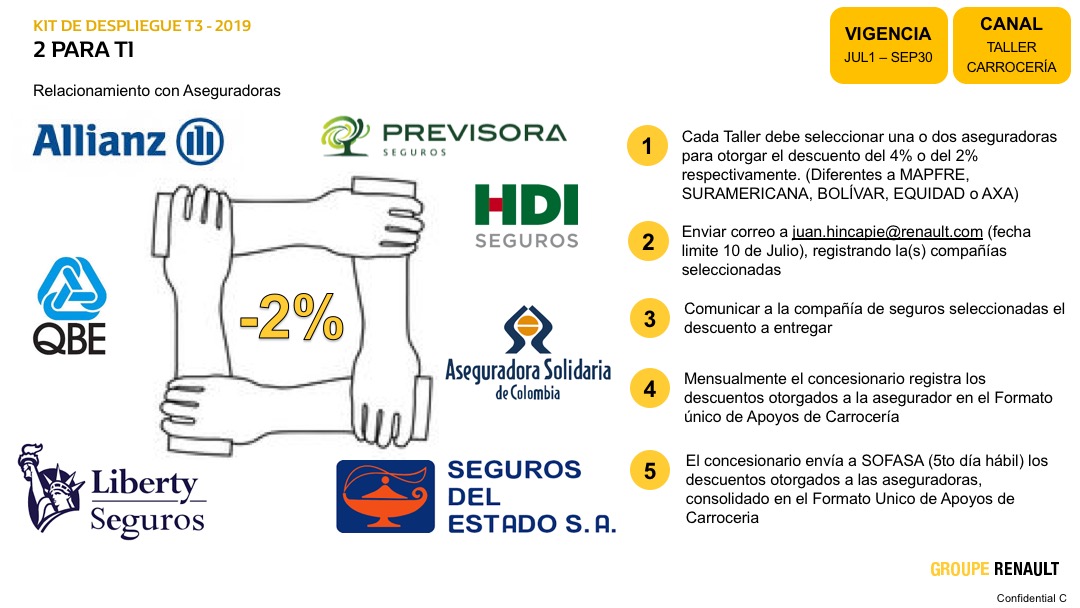 KIT DE DESPLIEGUE T3 - 2019
2 PARA TI
VIGENCIA
JUL1 – SEP30
CANAL
TALLER
CARROCERÍA
Relacionamiento con Aseguradoras
Allianz
PREVISORA
SEGUROS
HDI
SEGUROS
QBE
-2%
Aseguradora Solidaria
de Colombia
Liberty
Seguros
SEGUROS
DEL
ESTADO S.A.
1
Cada Taller debe seleccionar una o dos aseguradoras
para otorgar el descuento del 4% o del 2%
respectivamente. (Diferentes a MAPFRE,
SURAMERICANA, BOLÍVAR, EQUIDAD o AXA)
2
Enviar correo a juan.hincapie@renault.com (fecha
limite 10 de Julio), registrando la(s) compañías
seleccionadas
3
Comunicar a la compañía de seguros seleccionadas el
descuento a entregar
4
Mensualmente el concesionario registra los
descuentos otorgados a la asegurador en el Formato
único de Apoyos de Carrocería
5
El concesionario envía a SOFASA (5to día hábil) los
descuentos otorgados a las aseguradoras,
consolidado en el Formato Unico de Apoyos de
Carroceria
GROUPE RENAULT
Confidential C